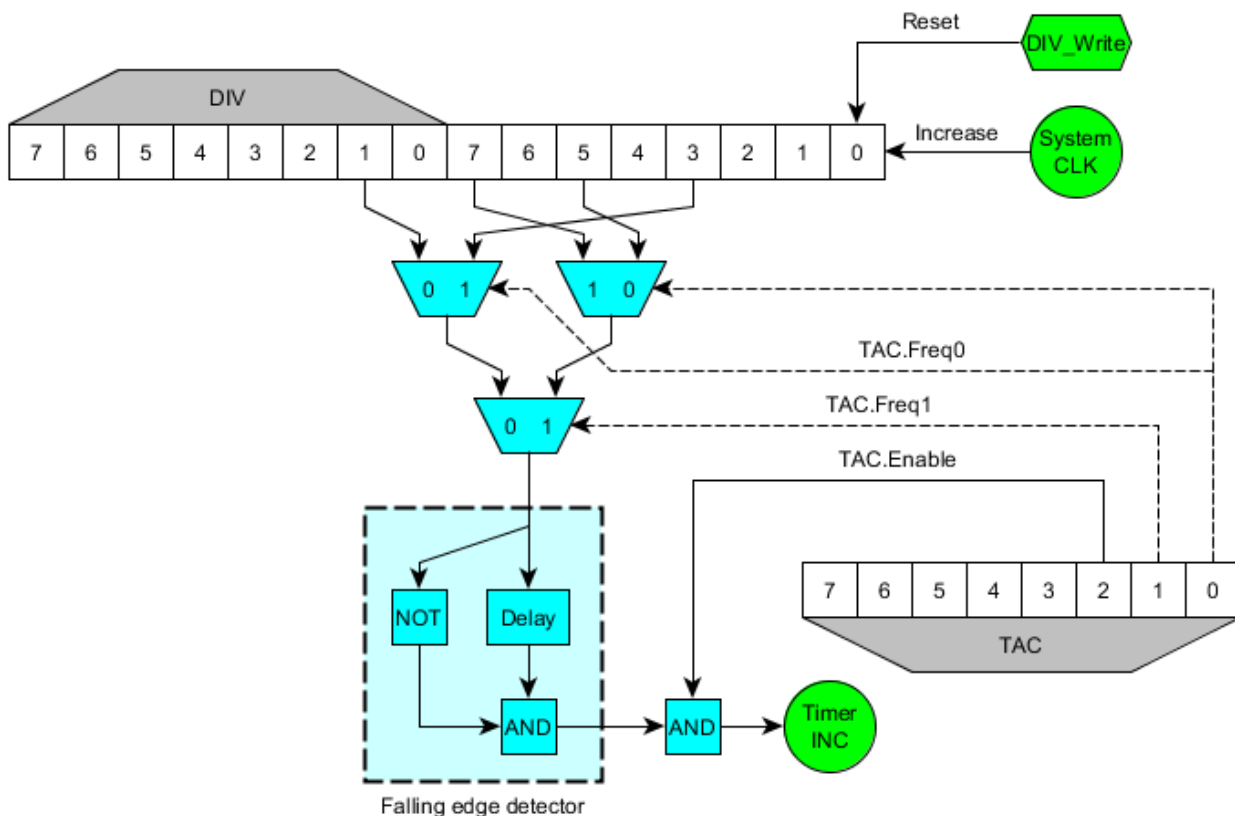 Reset
DIV_Write
DIV
7 6 5 4 3 2 1 0 7 6 5 4 3 2 1 0
Increase
System
CLK
0 1
1 0
TAC.Freq0
0 1
TAC.Freq1
TAC.Enable
7 6 5 4 3 2 1 0
NOT
Delay
TAC
AND
AND
Timer
INC
Falling edge detector